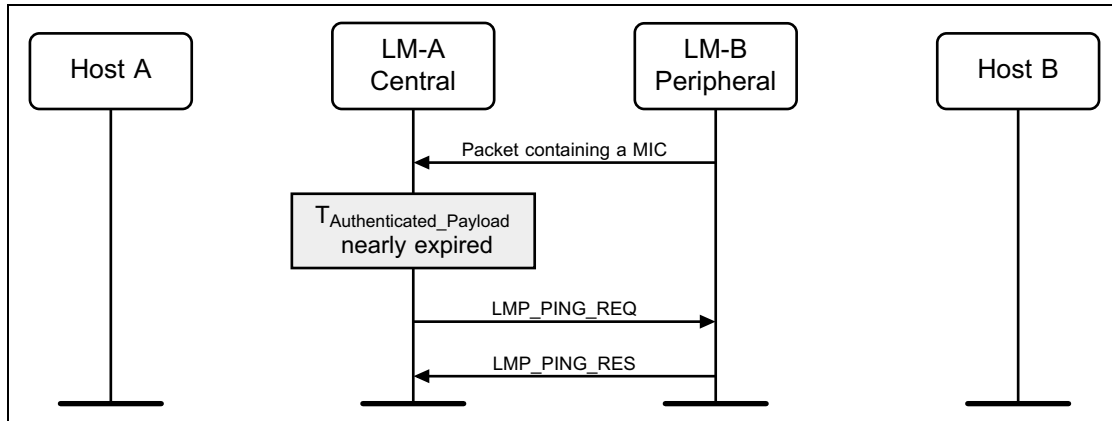 Host A
LM-A
Central
LM-B
Peripheral
Host B
Packet containing a MIC
TAuthenticated_Payload
nearly expired
LMP_PING_REQ
LMP_PING_RES